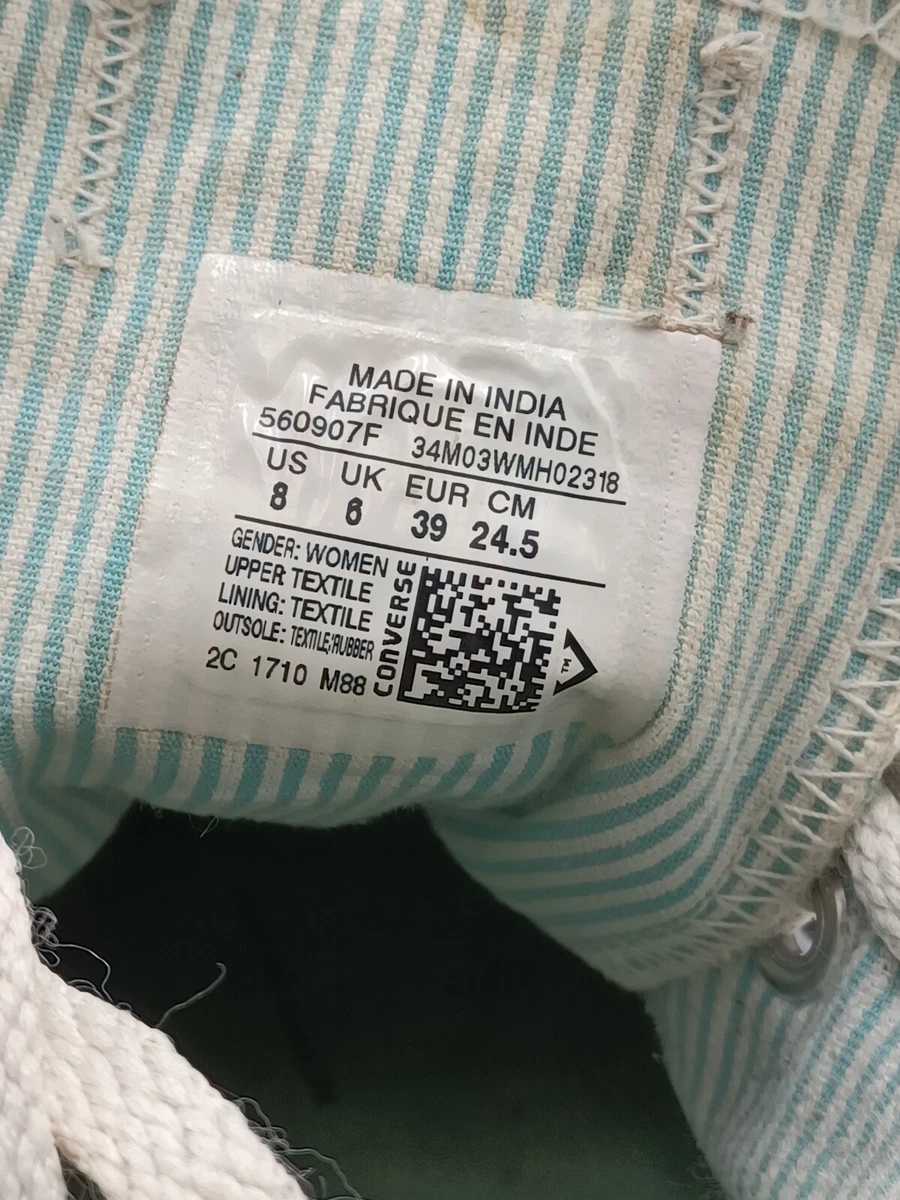 MADE IN INDIA
FABRIQUE EN INDE
560907F 34M03WMH02318
US UK EUR CM
8 6 39 24.5
GENDER: WOMEN
UPPER TEXTILE
LINING: TEXTILE
OUTSOLE: TEXTILE/RUBBER
2C 1710 M88
CONVERSE
TM